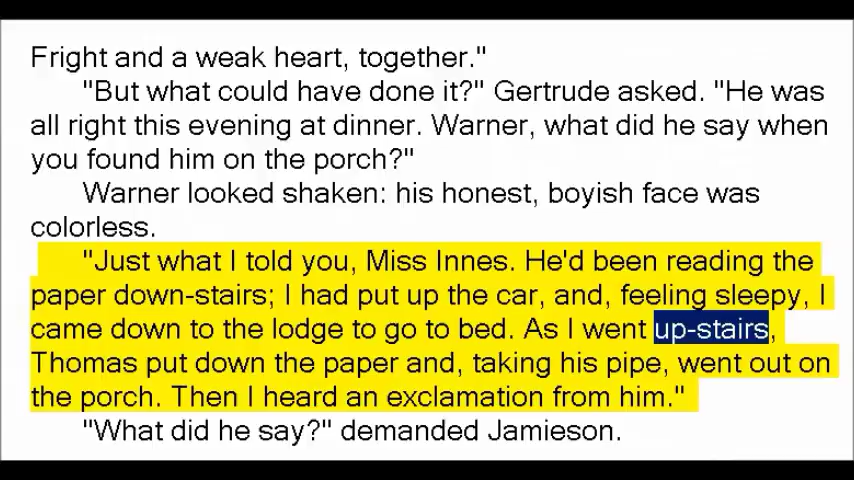 Fright and a weak heart, together."
"But what could have done it?" Gertrude asked. "He was
all right this evening at dinner. Warner, what did he say when
you found him on the porch?"
Warner looked shaken: his honest, boyish face was
colorless.
"Just what I told you, Miss Innes. He'd been reading the
paper down-stairs; I had put up the car, and, feeling sleepy, I
came down to the lodge to go to bed. As I went up-stairs,
Thomas put down the paper and, taking his pipe, went out on
the porch. Then I heard an exclamation from him."
"What did he say?" demanded Jamieson.